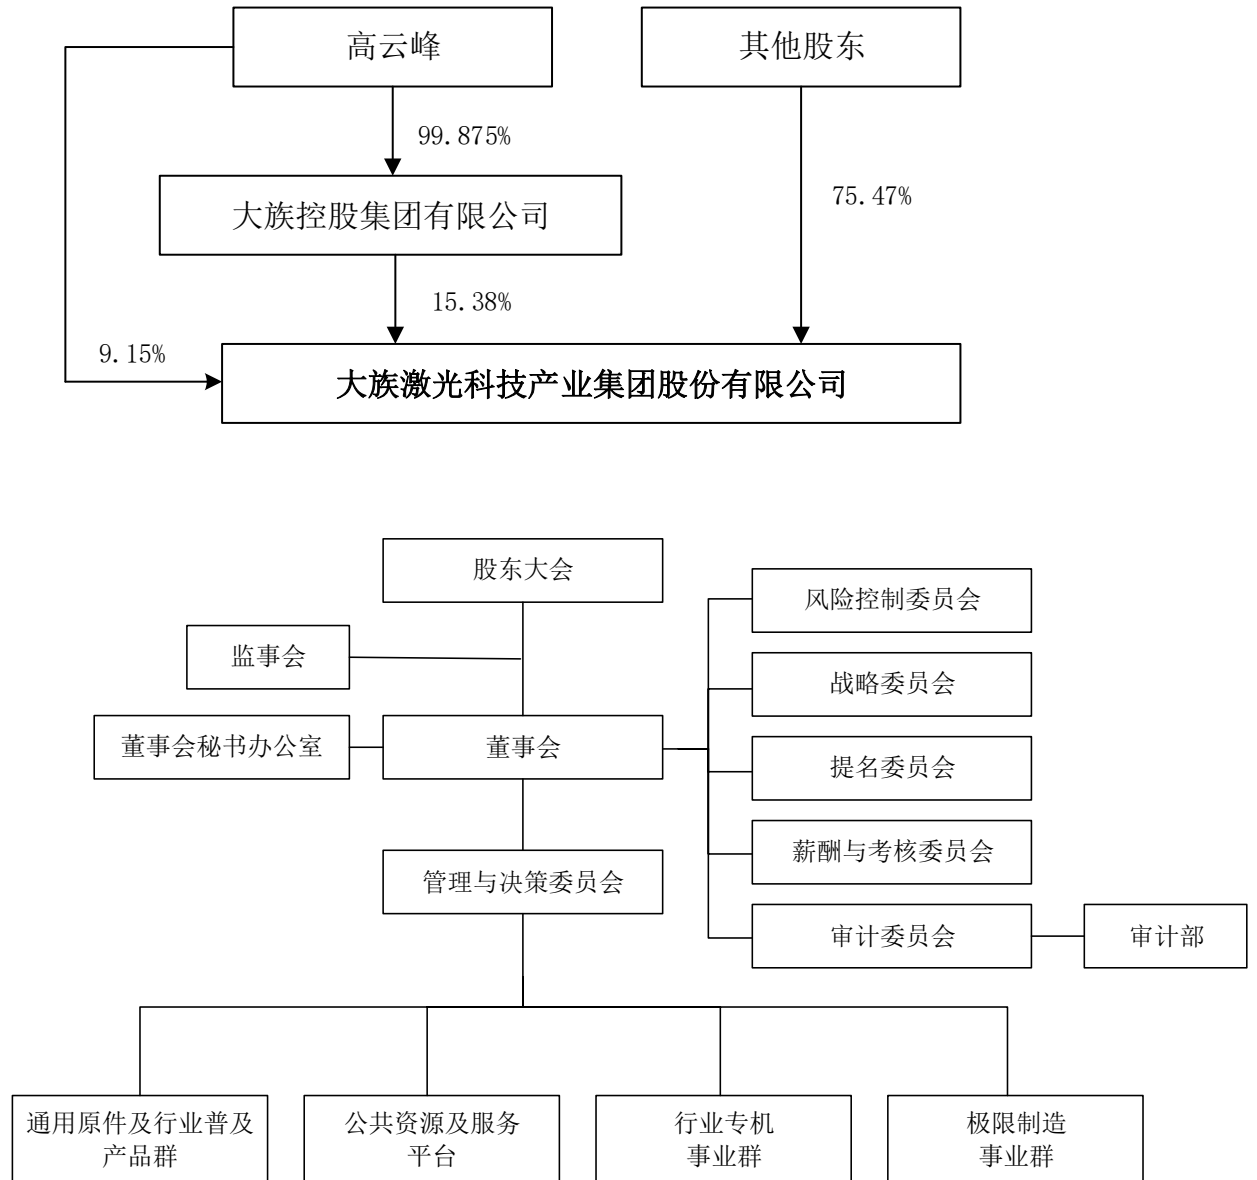 高云峰
其他股东
99.875%
75.47%
大族控股集团有限公司
15.38%
9.15%
大族激光科技产业集团股份有限公司
股东大会
风险控制委员会
监事会
战略委员会
董事会秘书办公室
董事会
提名委员会
薪酬与考核委员会
管理与决策委员会
审计委员会
审计部
通用原件及行业普及
产品群
公共资源及服务
平台
行业专机
事业群
极限制造
事业群